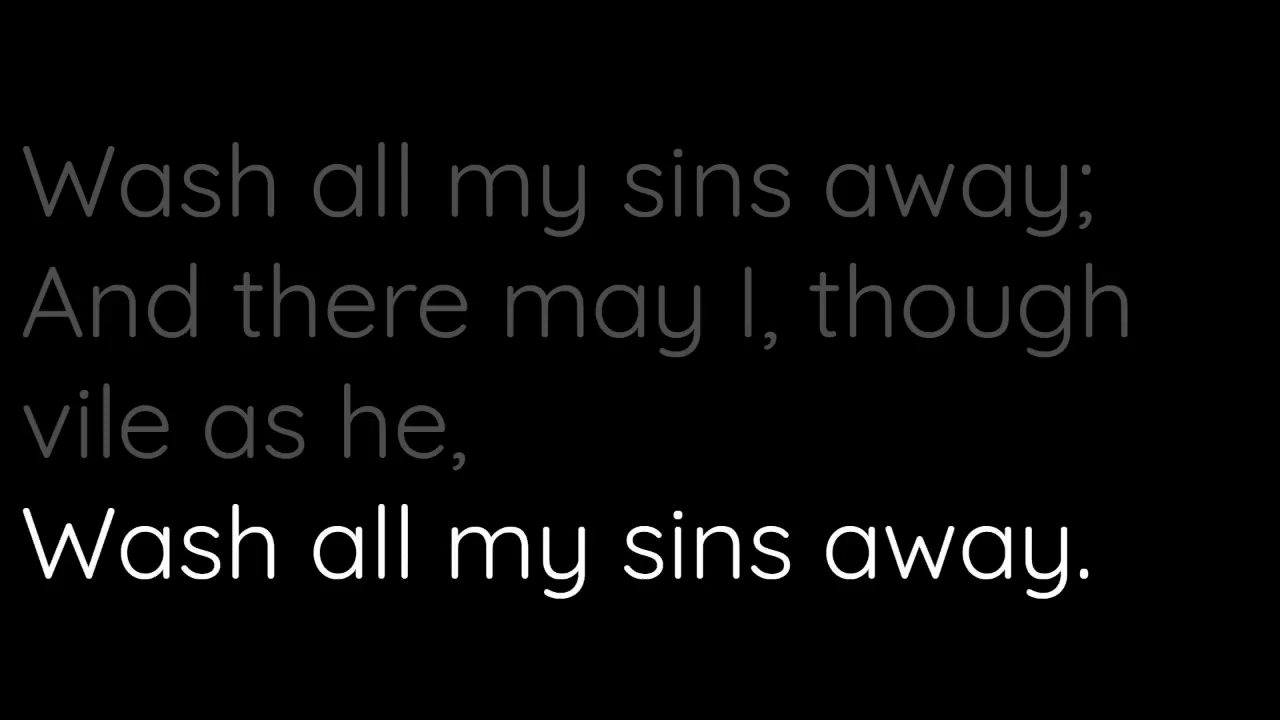 Wash all my sins away;
And there may I, though
vile as he,
Wash all my sins away.